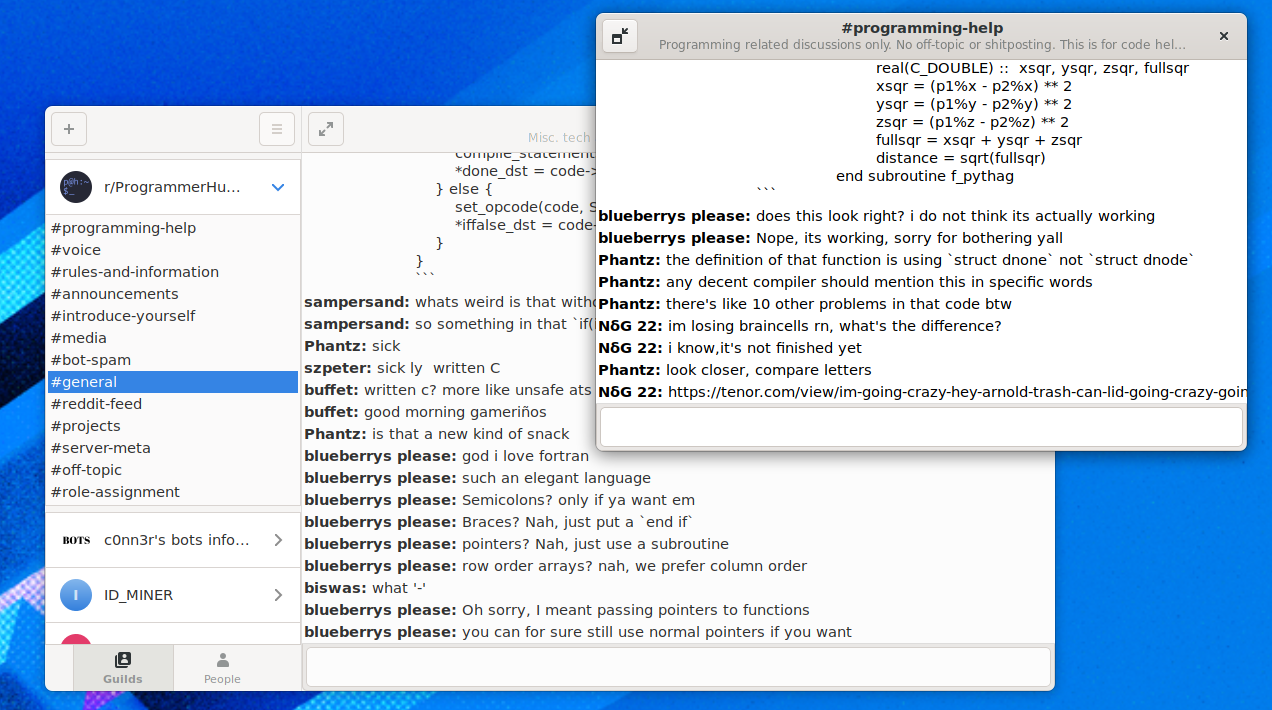 #programming-help
Programming related discussions only. No off-topic or shitposting. This is for code hel...
real(C_DOUBLE) :: xsqr, ysqr, zsqr, fullsqr
xsqr = (p1%x - p2%x) ** 2
ysqr = (p1%y - p2%y) ** 2
zsqr = (p1%z - p2%z) ** 2
fullsqr = xsqr + ysqr + zsqr
distance = sqrt(fullsqr)
end subroutine f_pythag
```
blueberrys please: does this look right? i do not think its actually working
blueberrys please: Nope, its working, sorry for bothering yall
Phantz: the definition of that function is using `struct dnone` not `struct dnode`
Phantz: any decent compiler should mention this in specific words
Phantz: there's like 10 other problems in that code btw
NδG 22: im losing braincells rn, what's the difference?
NδG 22: i know,it's not finished yet
Phantz: look closer, compare letters
NδG 22: https://tenor.com/view/im-going-crazy-hey-arnold-trash-can-lid-going-crazy-goin
p@h:~
$_
r/ProgrammerHu...
#programming-help
#voice
#rules-and-information
#announcements
#introduce-yourself
#media
#bot-spam
#general
#reddit-feed
#projects
#server-meta
#off-topic
#role-assignment
BOTS c0nn3r's bots info...
I ID_MINER
Guilds
People
Misc. tech
compile_statement
*done_dst = code-
} else {
set_opcode(code, S
*iffalse_dst = code-
}
}
```
sampersand: whats weird is that witho
sampersand: so something in that `if(
Phantz: sick
szpeter: sick ly  written C
buffet: written c? more like unsafe ats
buffet: good morning gameriños
Phantz: is that a new kind of snack
blueberrys please: god i love fortran
blueberrys please: such an elegant language
blueberrys please: Semicolons? only if ya want em
blueberrys please: Braces? Nah, just put a `end if`
blueberrys please: pointers? Nah, just use a subroutine
blueberrys please: row order arrays? nah, we prefer column order
biswas: what '-'
blueberrys please: Oh sorry, I meant passing pointers to functions
blueberrys please: you can for sure still use normal pointers if you want